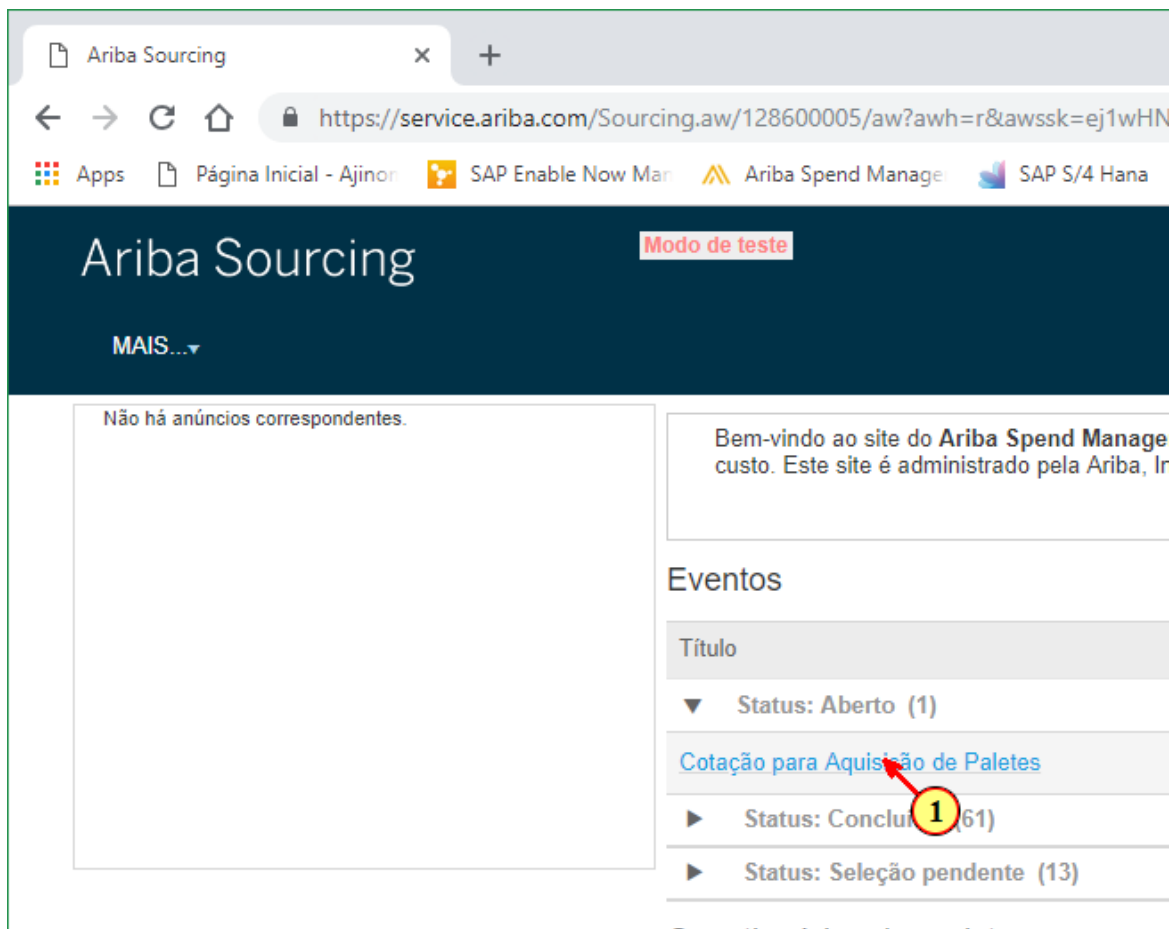 Ariba Sourcing
https://service.ariba.com/Sourcing.aw/128600005/aw?awh=r&awssk=ej1wHN
Apps Página Inicial - Ajinor SAP Enable Now Man Ariba Spend Manage SAP S/4 Hana
Ariba Sourcing
Modo de teste
MAIS...
Não há anúncios correspondentes.
Bem-vindo ao site do Ariba Spend Manage
custo. Este site é administrado pela Ariba, In
Eventos
Título
Status: Aberto (1)
Cotação para Aquisição de Paletes
1
Status: Concluí (61)
Status: Seleção pendente (13)